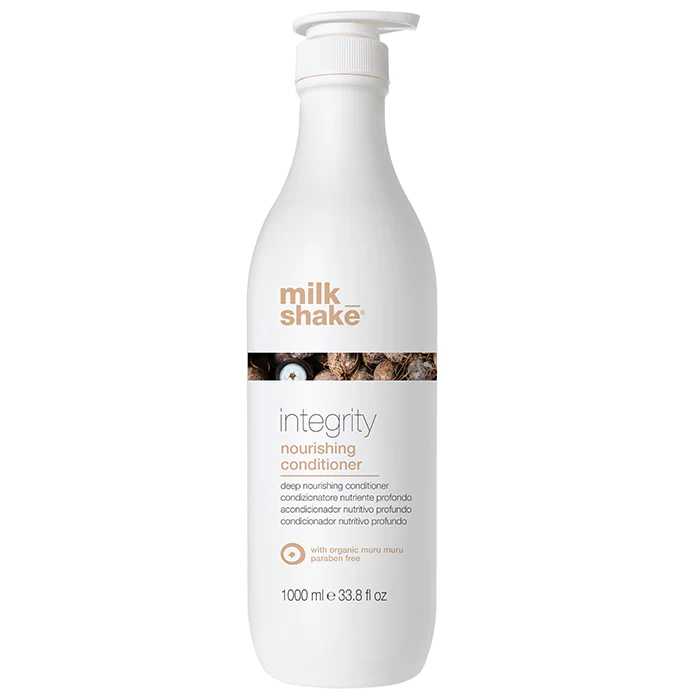 milk_
shake®
integrity
nourishing
conditioner
deep nourishing conditioner
condizionatore nutriente profondo
acondicionador nutritivo profundo
condicionador nutritivo profundo
with organic muru muru
paraben free
1000 ml e 33.8 fl oz